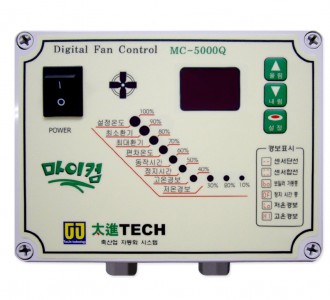 Digital Fan Control MC-5000Q
올림
내림
설정
POWER
100%
설정온도 90%
최소환기 80%
최대환기 70%
편차온도 60%
동작시간 50%
정지시간 40%
고온경보 30% 20% 10%
저온경보
마이컴
경보표시
센서단선
센서합선
정지시간 중
저온경보
고온경보
太進TECH
축산업 자동화 시스템